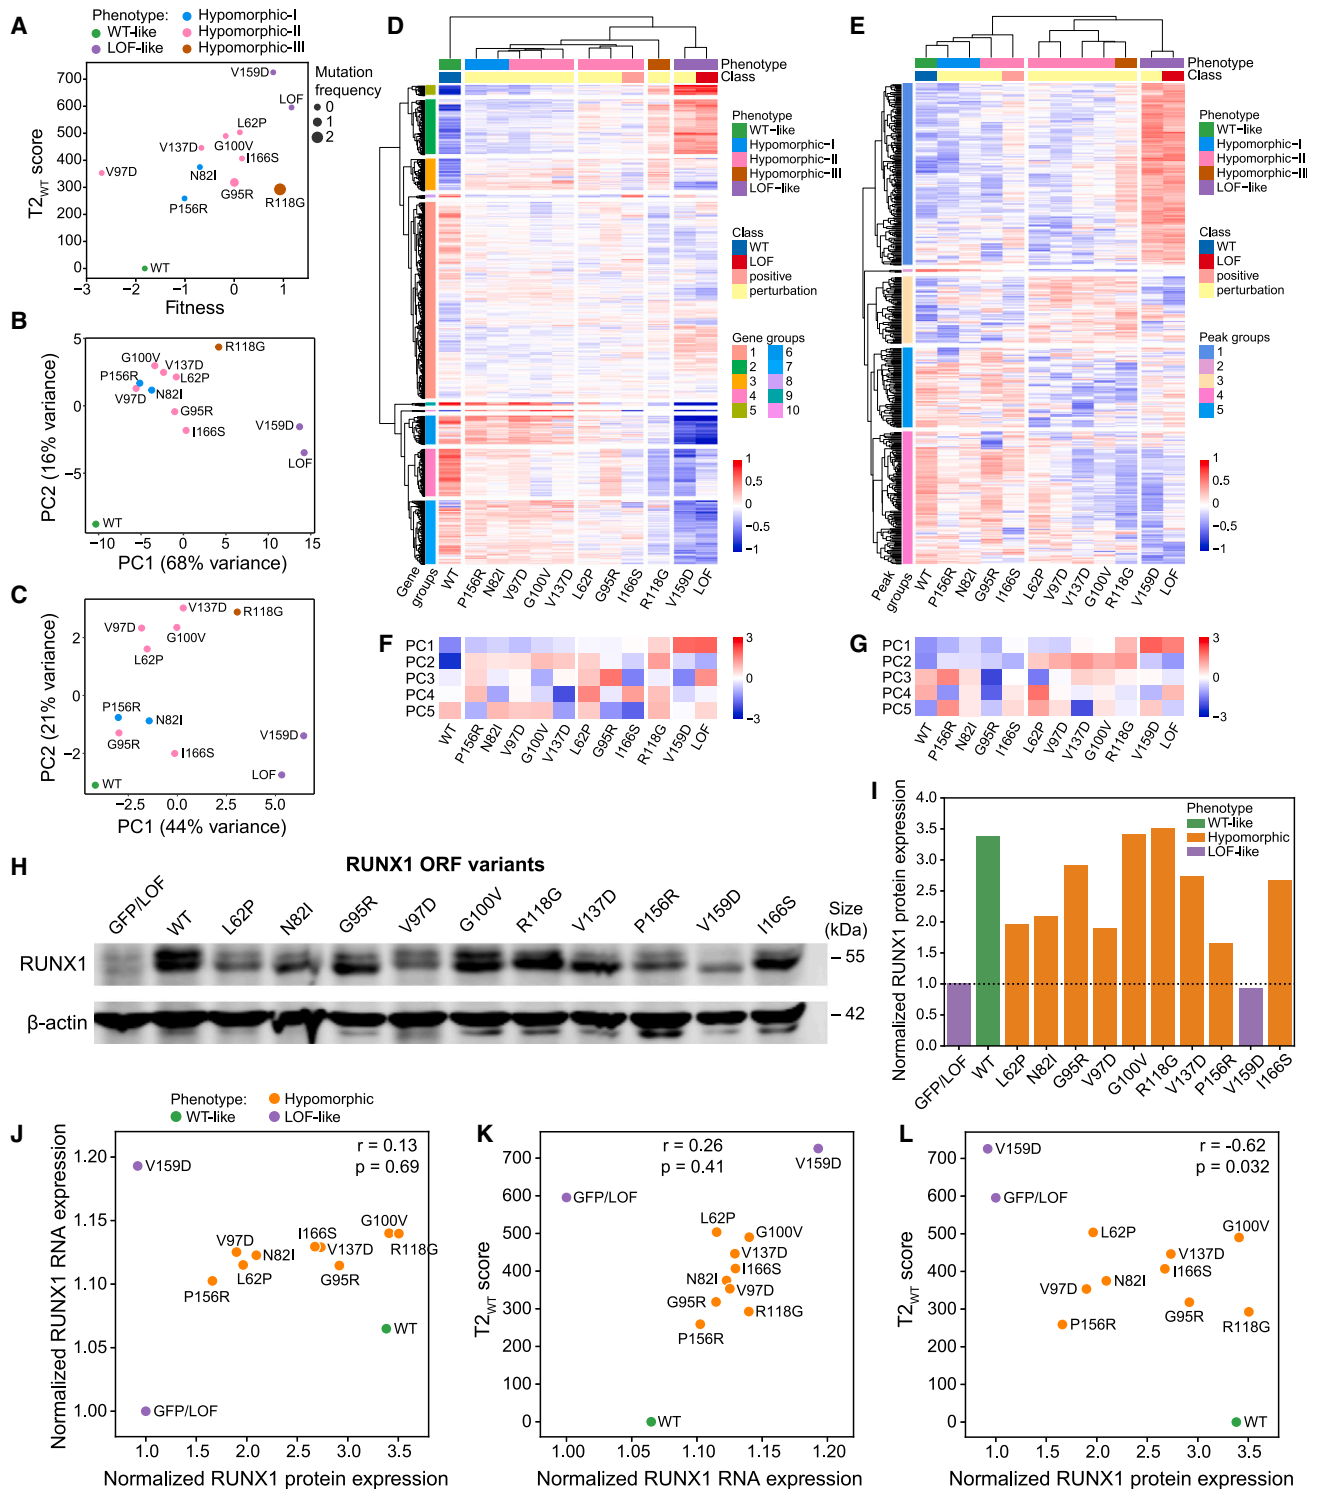 A
Phenotype:
WT-like
LOF-like
Hypomorphic-I
Hypomorphic-II
Hypomorphic-III
T2WT score
700
600
500
400
300
200
100
0
V159D
LOF
L62P
G100V
V137D
I166S
V97D
N82I
G95R
P156R
R118G
WT
−3
−2
−1
0
1
Fitness
Mutation
frequency
0
1
2
B
PC2 (16% variance)
5
0
−5
R118G
G100V
V137D
P156R
L62P
V97D
N82I
G95R
I166S
V159D
LOF
WT
−10
−5
0
5
10
15
PC1 (68% variance)
C
PC2 (21% variance)
2
0
−2
V137D
R118G
V97D
G100V
L62P
P156R
N82I
G95R
I166S
V159D
LOF
WT
−2.5
0.0
2.5
5.0
PC1 (44% variance)
D
Phenotype
Class
Phenotype
WT-like
Hypomorphic-I
Hypomorphic-II
Hypomorphic-III
LOF-like
Class
WT
LOF
positive
perturbation
Gene groups
1
2
3
4
5
6
7
8
9
10
1
0.5
0
−0.5
−1
Gene
groups
WT
P156R
N82I
V97D
G100V
V137D
L62P
G95R
I166S
R118G
V159D
LOF
E
Phenotype
Class
Phenotype
WT-like
Hypomorphic-I
Hypomorphic-II
Hypomorphic-III
LOF-like
Class
WT
LOF
positive
perturbation
Peak groups
1
2
3
4
5
1
0.5
0
−0.5
−1
Peak
groups
WT
P156R
N82I
G95R
I166S
L62P
V97D
V137D
G100V
R118G
V159D
LOF
F
PC1
PC2
PC3
PC4
PC5
3
0
−3
WT
P156R
N82I
V97D
G100V
V137D
L62P
G95R
I166S
R118G
V159D
LOF
G
PC1
PC2
PC3
PC4
PC5
3
0
−3
WT
P156R
N82I
G95R
I166S
L62P
V97D
V137D
G100V
R118G
V159D
LOF
H
RUNX1 ORF variants
GFP/LOF
WT
L62P
N82I
G95R
V97D
G100V
R118G
V137D
P156R
V159D
I166S
Size
(kDa)
RUNX1
– 55
β-actin
– 42
I
Normalized RUNX1 protein expression
4.0
3.5
3.0
2.5
2.0
1.5
1.0
0.5
0.0
Phenotype
WT-like
Hypomorphic
LOF-like
GFP/LOF
WT
L62P
N82I
G95R
V97D
G100V
R118G
V137D
P156R
V159D
I166S
Phenotype:
WT-like
Hypomorphic
LOF-like
J
Normalized RUNX1 RNA expression
1.20
1.15
1.10
1.05
1.00
r = 0.13
p = 0.69
V159D
G100V
I166S
V97D
N82I
V137D
R118G
L62P
G95R
P156R
WT
GFP/LOF
1.0
1.5
2.0
2.5
3.0
3.5
Normalized RUNX1 protein expression
K
T2WT score
700
600
500
400
300
200
100
0
r = 0.26
p = 0.41
V159D
GFP/LOF
L62P
G100V
V137D
I166S
N82I
V97D
G95R
R118G
P156R
WT
1.00
1.05
1.10
1.15
1.20
Normalized RUNX1 RNA expression
L
T2WT score
700
600
500
400
300
200
100
0
r = -0.62
p = 0.032
V159D
GFP/LOF
L62P
G100V
V137D
I166S
N82I
V97D
G95R
P156R
R118G
WT
1.0
1.5
2.0
2.5
3.0
3.5
Normalized RUNX1 protein expression